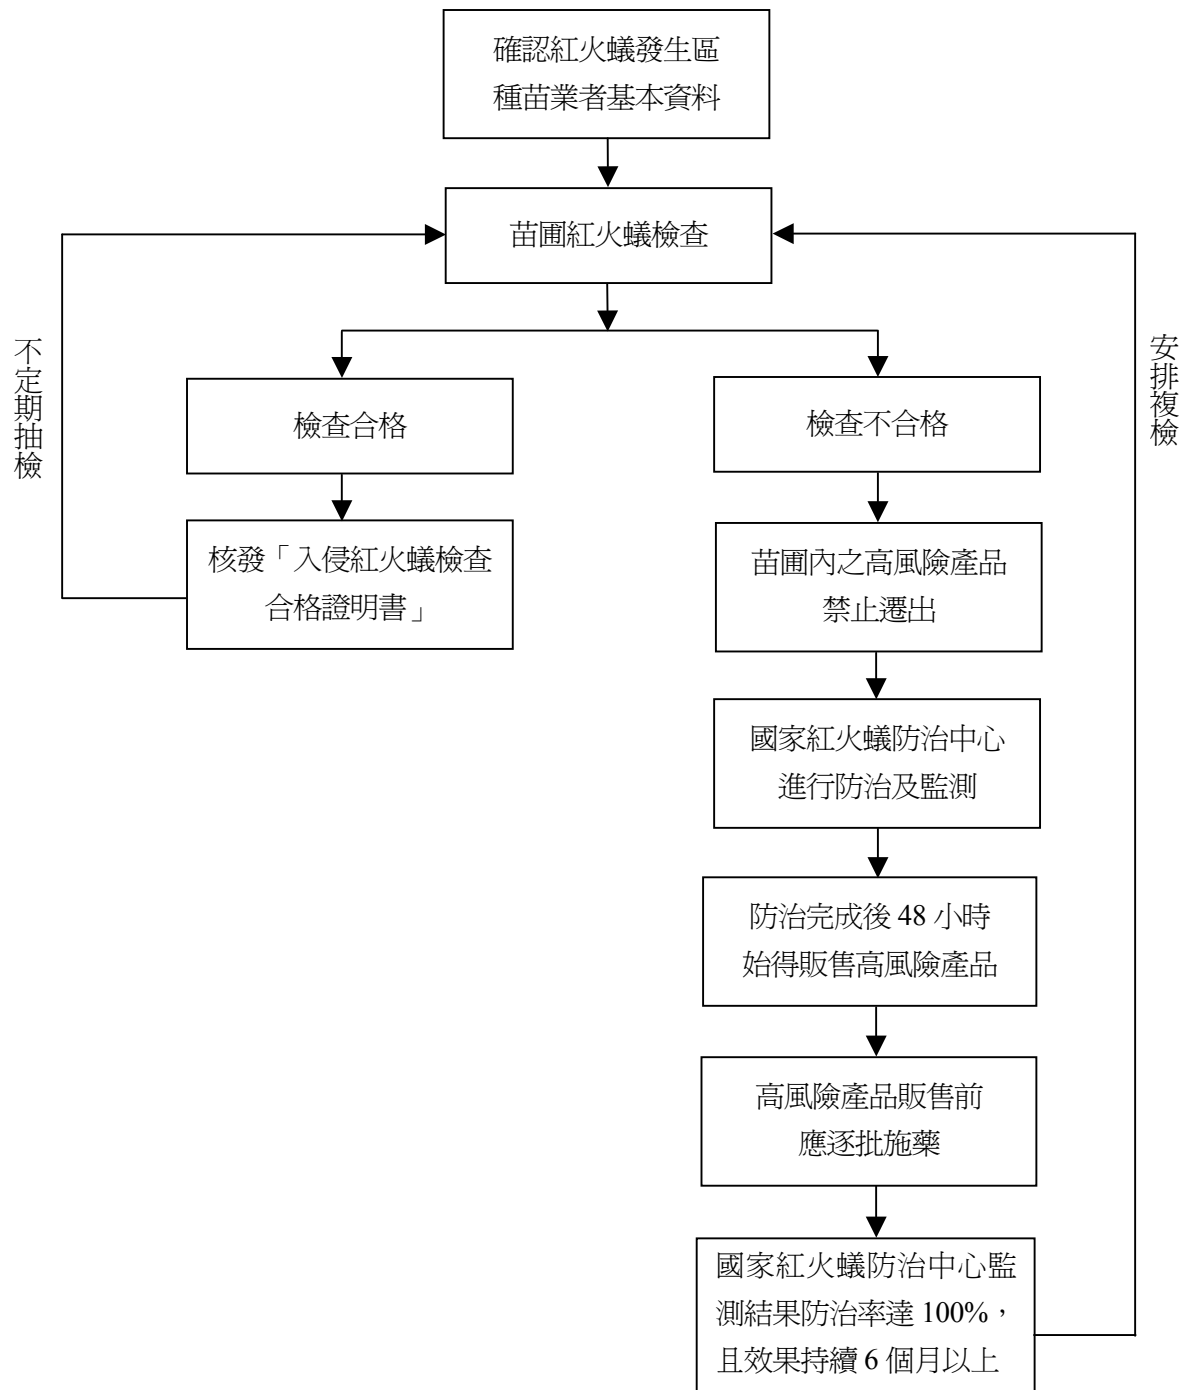 確認紅火蟻發生區
種苗業者基本資料
苗圃紅火蟻檢查
不定期抽檢
安排複檢
檢查合格
檢查不合格
核發「入侵紅火蟻檢查
合格證明書」
苗圃內之高風險產品
禁止遷出
國家紅火蟻防治中心
進行防治及監測
防治完成後 48 小時
始得販售高風險產品
高風險產品販售前
應逐批施藥
國家紅火蟻防治中心監
測結果防治率達 100%，
且效果持續 6 個月以上